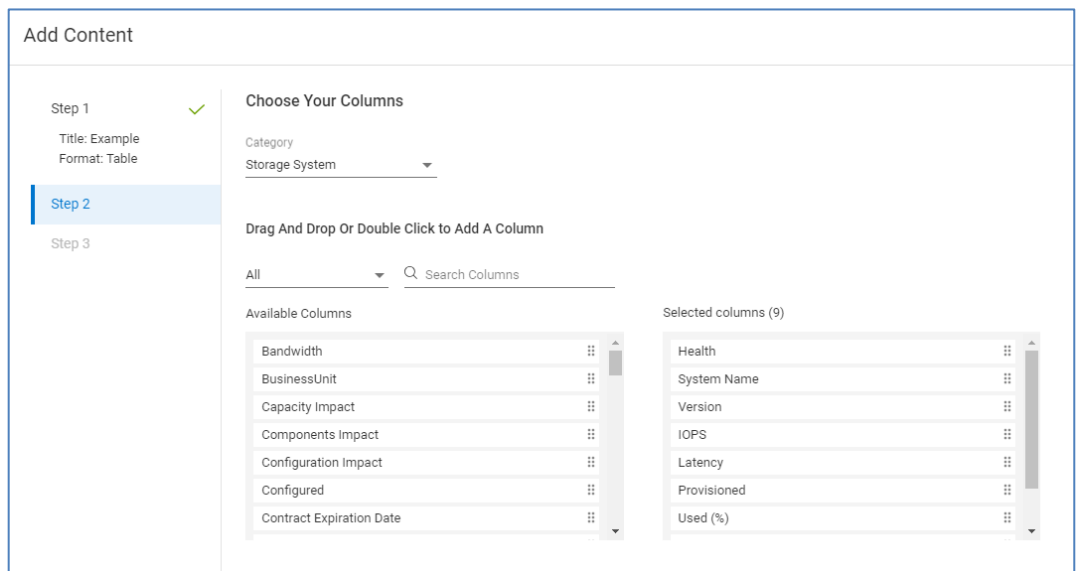 Add Content
Step 1
Title: Example
Format: Table
Step 2
Step 3
Choose Your Columns
Category
Storage System
Drag And Drop Or Double Click to Add A Column
All
Search Columns
Available Columns
Bandwidth
BusinessUnit
Capacity Impact
Components Impact
Configuration Impact
Configured
Contract Expiration Date
Selected columns (9)
Health
System Name
Version
IOPS
Latency
Provisioned
Used (%)